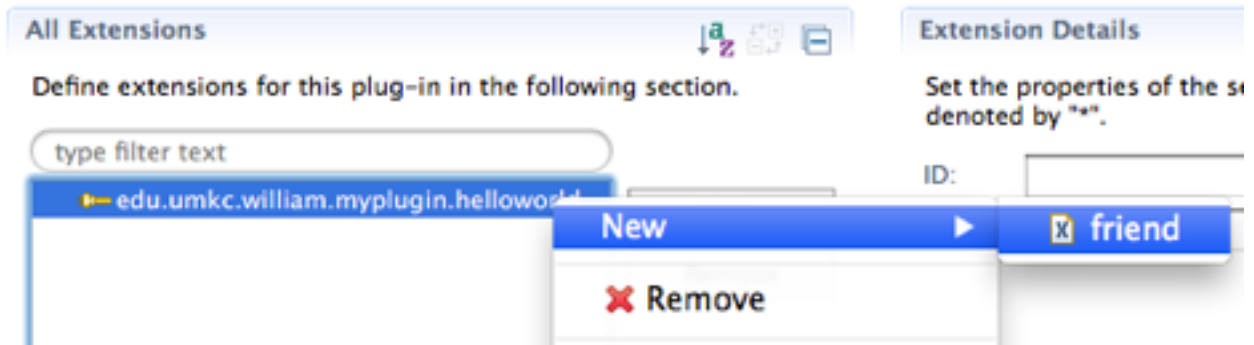 All Extensions
Define extensions for this plug-in in the following section.
type filter text
edu.umkc.william.myplugin.helloworld
New
Remove
friend
Extension Details
Set the properties of the
denoted by "*".
ID: